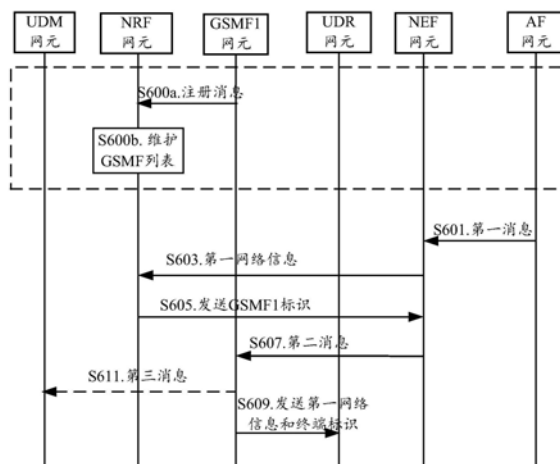 UDM
网元
NRF
网元
GSMF1
网元
UDR
网元
NEF
网元
AF
网元
S600a.注册消息
S600b. 维护
GSMF列表
S601.第一消息
S603.第一网络信息
S605.发送GSMF1标识
S607.第二消息
S611.第三消息
S609.发送第一网络
信息和终端标识